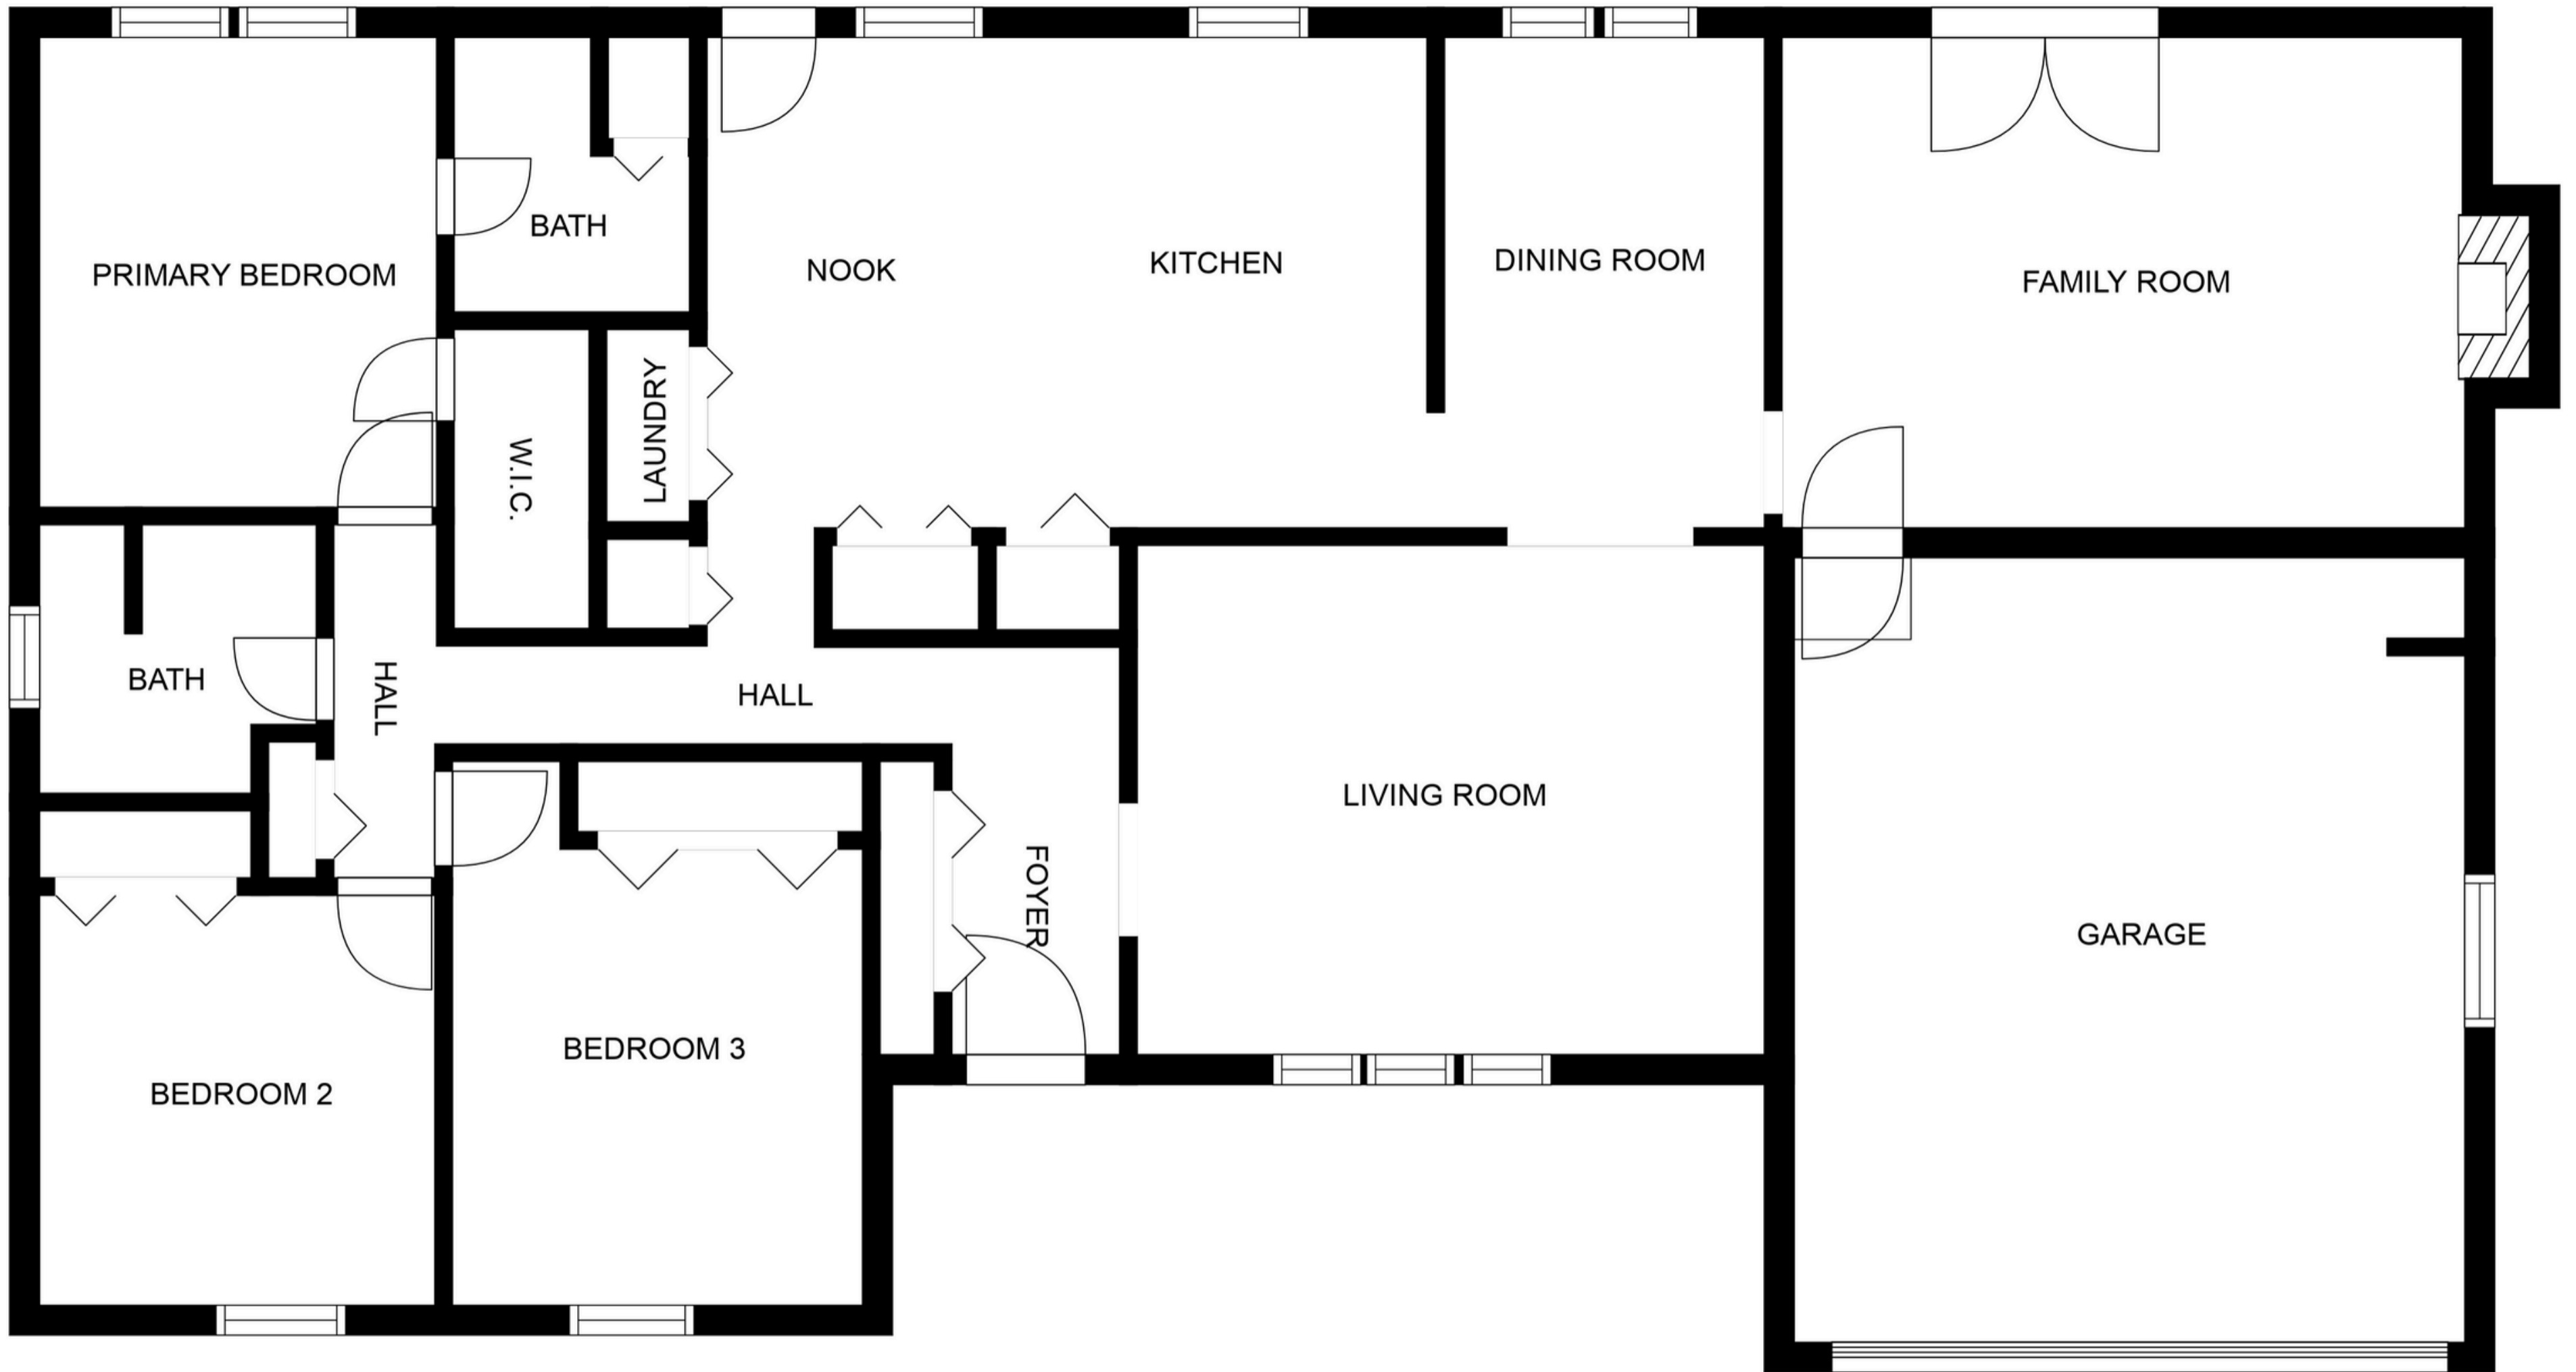 BATH
NOOK
KITCHEN
DINING ROOM
FAMILY ROOM
PRIMARY BEDROOM
LAUNDRY
W.I.C.
BATH
HALL
HALL
LIVING ROOM
FOYER
GARAGE
BEDROOM 3
BEDROOM 2